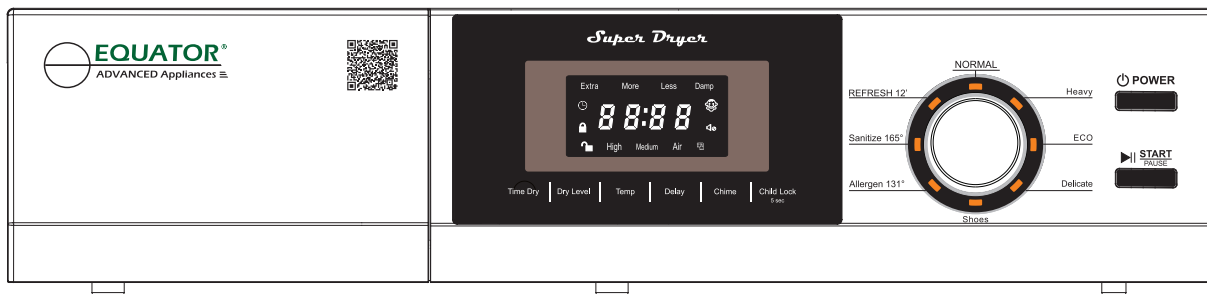 EQUATOR®
ADVANCED Appliances
Super Dryer
Extra More Less Damp
88:88
High Medium Air
Time Dry Dry Level Temp Delay Chime Child Lock
5 sec
NORMAL
REFRESH 12'
Heavy
Sanitize 165°
ECO
Allergen 131°
Delicate
Shoes
POWER
START
PAUSE